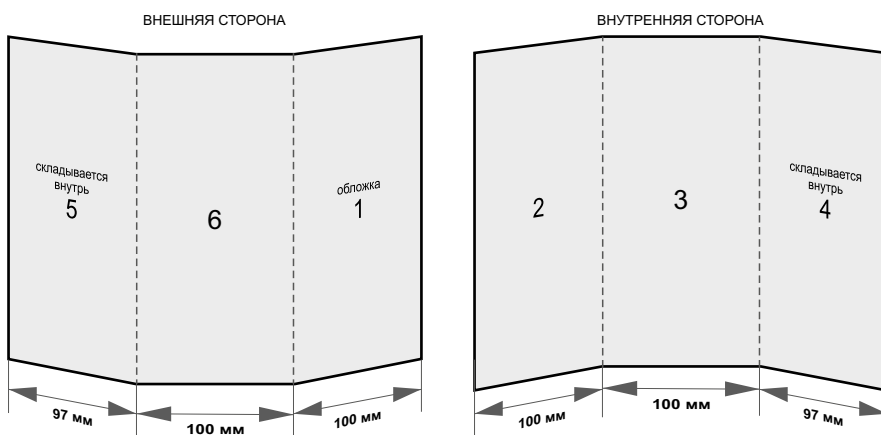 ВНЕШНЯЯ СТОРОНА
складывается
внутрь
5
6
обложка
1
97 мм
100 мм
100 мм
ВНУТРЕННЯЯ СТОРОНА
2
3
складывается
внутрь
4
100 мм
100 мм
97 мм